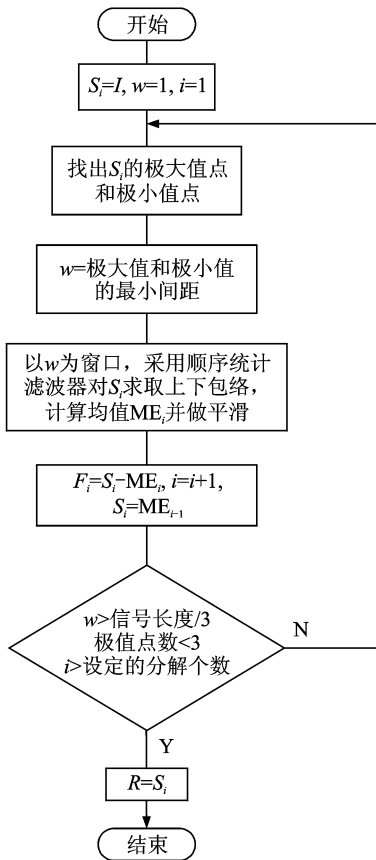 开始
Sᵢ=I, w=1, i=1
找出Sᵢ的极大值点
和极小值点
w=极大值和极小值
的最小间距
以w为窗口，采用顺序统计
滤波器对Sᵢ求取上下包络，
计算均值MEᵢ并做平滑
Fᵢ=Sᵢ−MEᵢ, i=i+1,
Sᵢ=MEᵢ₋₁
w>信号长度/3
极值点数<3
i>设定的分解个数
N
Y
R=Sᵢ
结束